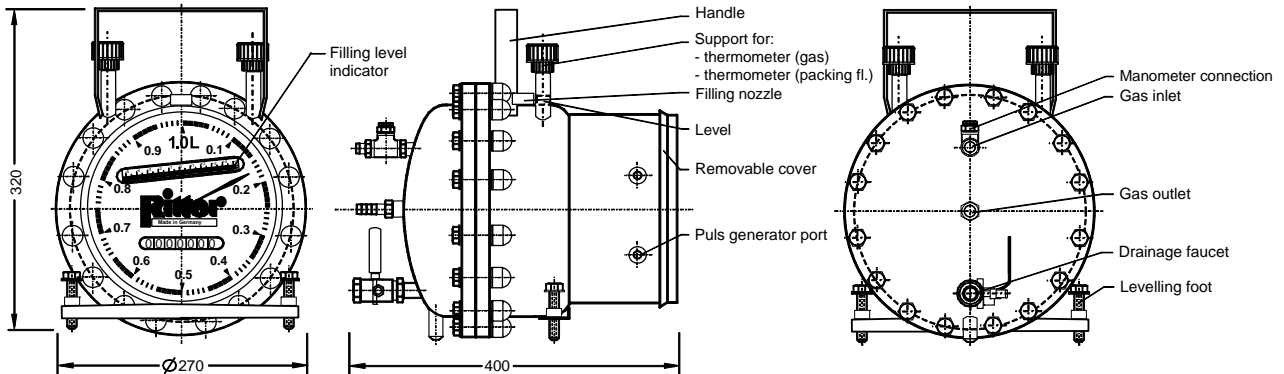 320
Filling level
indicator
1.0L
0.1
0.2
0.3
0.4
0.5
0.6
0.7
0.8
0.9
Ritter
Made in Germany
0000000
Ø270
Handle
Support for:
- thermometer (gas)
- thermometer (packing fl.)
Filling nozzle
Level
Removable cover
Puls generator port
400
Manometer connection
Gas inlet
Gas outlet
Drainage faucet
Levelling foot